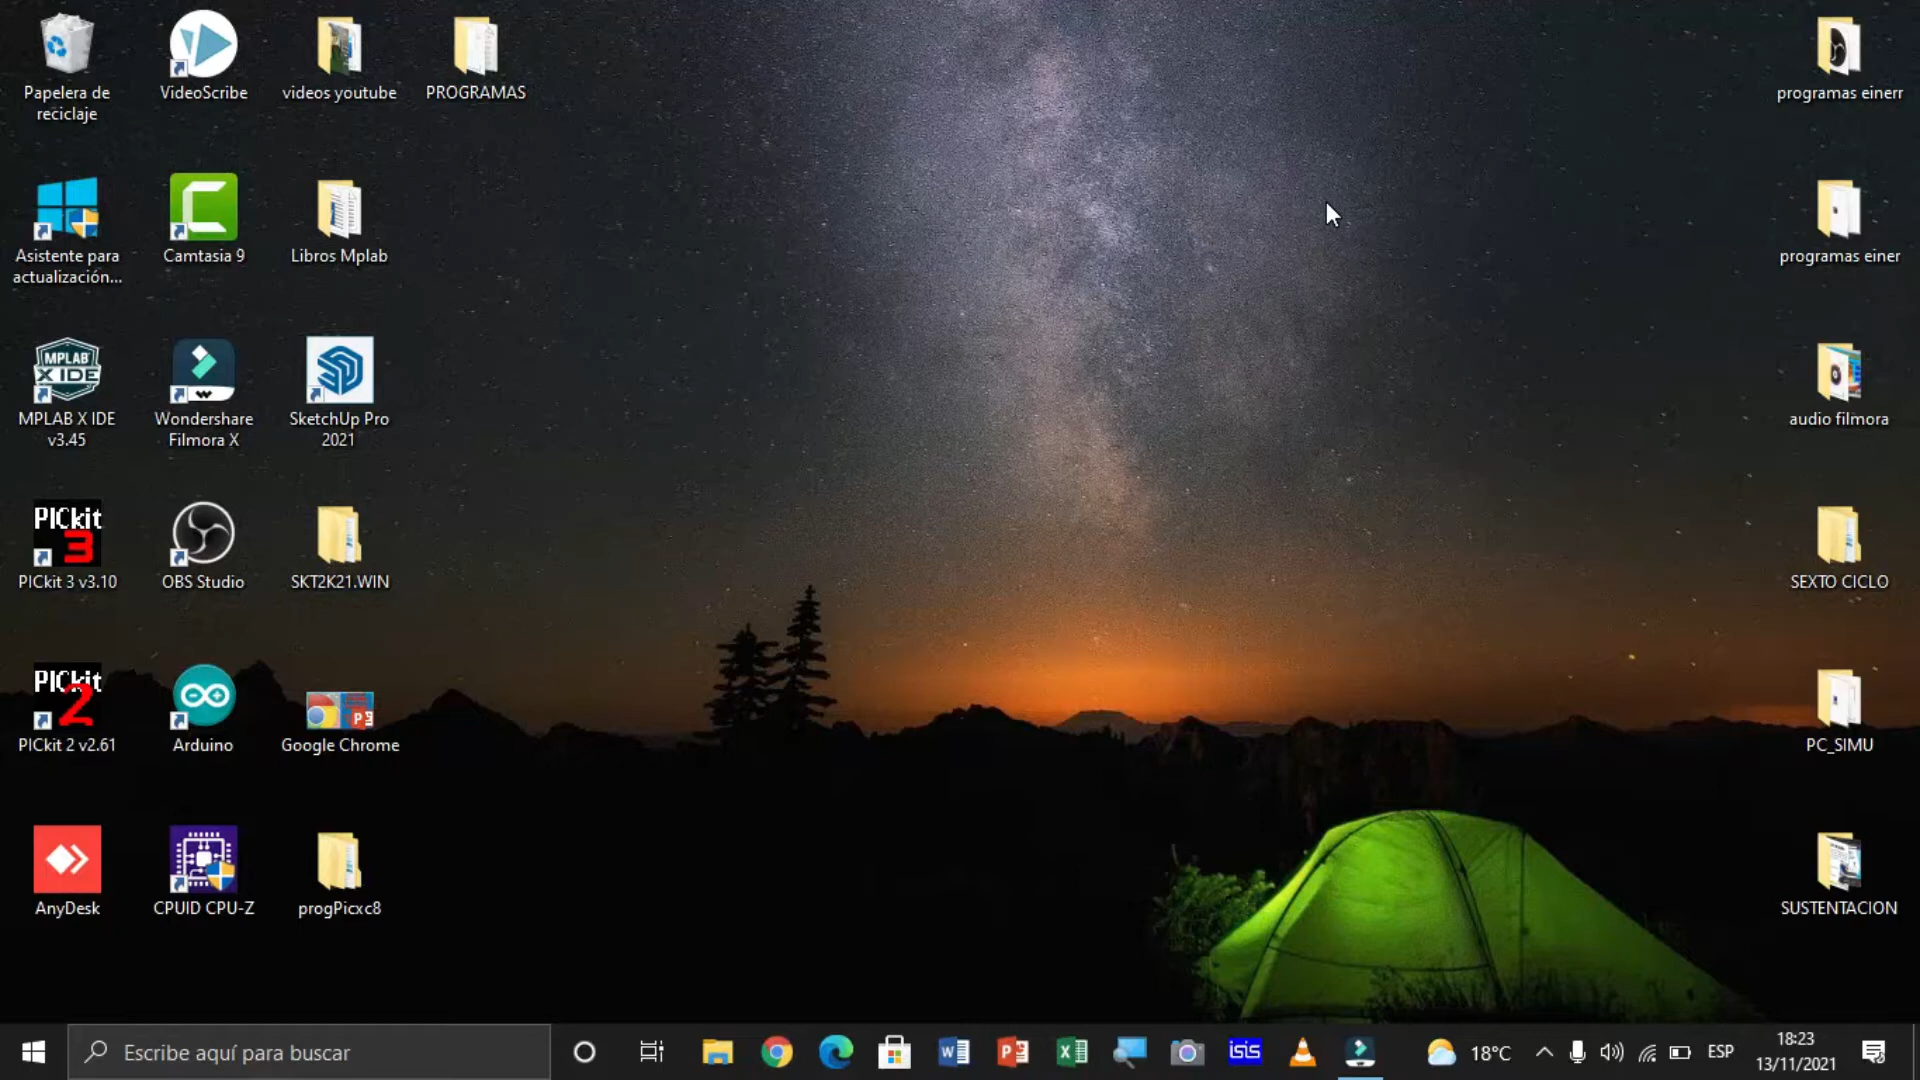 Papelera de
reciclaje
VideoScribe
videos youtube
PROGRAMAS
programas einerr
Asistente para
actualización...
Camtasia 9
Libros Mplab
programas einer
MPLAB
X IDE
MPLAB X IDE
v3.45
Wondershare
Filmora X
SketchUp Pro
2021
audio filmora
PICkit
3
PICkit 3 v3.10
OBS Studio
SKT2K21.WIN
SEXTO CICLO
PICkit
2
PICkit 2 v2.61
Arduino
Google Chrome
PC_SIMU
AnyDesk
CPUID CPU-Z
progPicxc8
SUSTENTACION
Escribe aquí para buscar
isis
18°C
ESP
18:23
13/11/2021